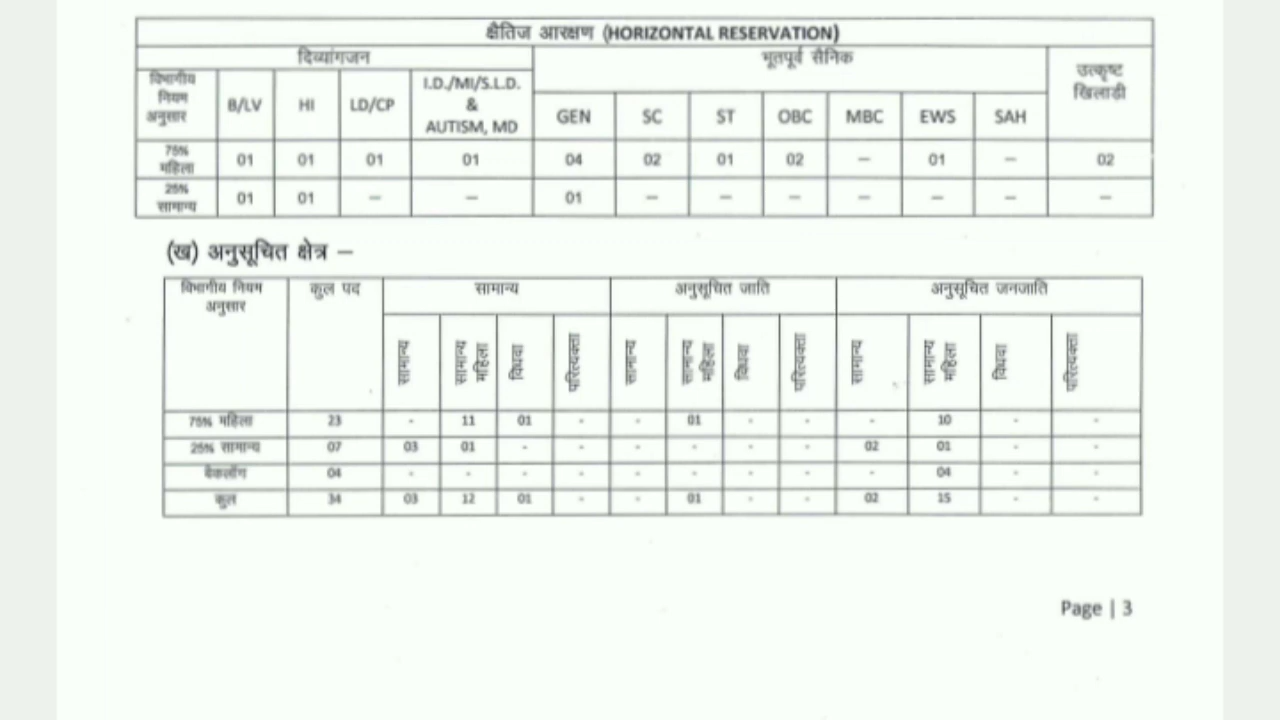 क्षैतिज आरक्षण (HORIZONTAL RESERVATION)
दिव्यांगजन भूतपूर्व सैनिक उत्कृष्ट खिलाडी
विभागीय नियम अनुसार B/LV HI LD/CP I.D./MI/S.L.D. & AUTISM, MD GEN SC ST OBC MBC EWS SAH
75% महिला 01 01 01 01 04 02 01 02 – 01 – 02
25% सामान्य 01 01 – – 01 – – – – – – –
(ख) अनुसूचित क्षेत्र –
विभागीय नियम अनुसार कुल पद सामान्य अनुसूचित जाति अनुसूचित जनजाति
सामान्य सामान्य महिला विधवा परित्यक्ता सामान्य सामान्य महिला विधवा परित्यक्ता सामान्य सामान्य महिला विधवा परित्यक्ता
75% महिला 23 - 11 01 - - 01 - - - 10 - -
25% सामान्य 07 03 01 - - - - - - 02 01 - -
बैकलॉग 04 - - - - - - - - - 04 - -
कुल 34 03 12 01 - - 01 - - 02 15 - -
Page | 3